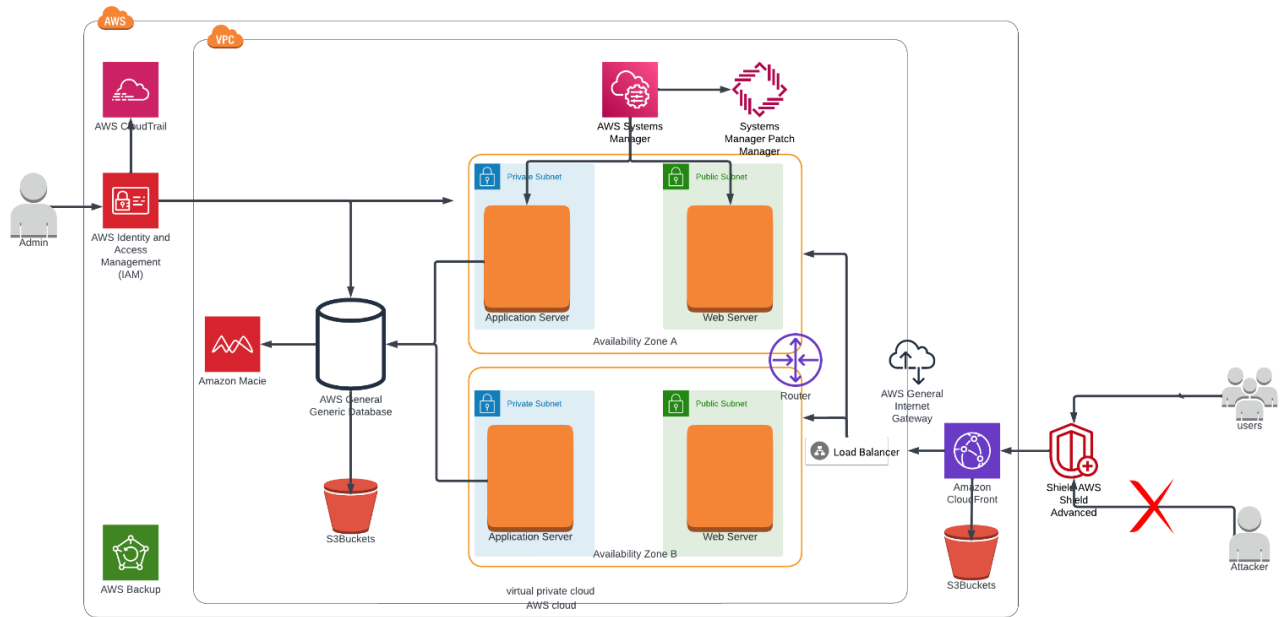 AWS
VPC
AWS CloudTrail
AWS Systems
Manager
Systems
Manager Patch
Manager
Private Subnet
Public Subnet
Admin
AWS Identity and
Access
Management
(IAM)
Application Server
Web Server
Availability Zone A
Amazon Macie
AWS General
Generic Database
Router
AWS General
Internet
Gateway
Private Subnet
Public Subnet
users
Load Balancer
Amazon
CloudFront
Shield AWS
Shield
Advanced
S3Buckets
Application Server
Web Server
Availability Zone B
Attacker
AWS Backup
S3Buckets
virtual private cloud
AWS cloud